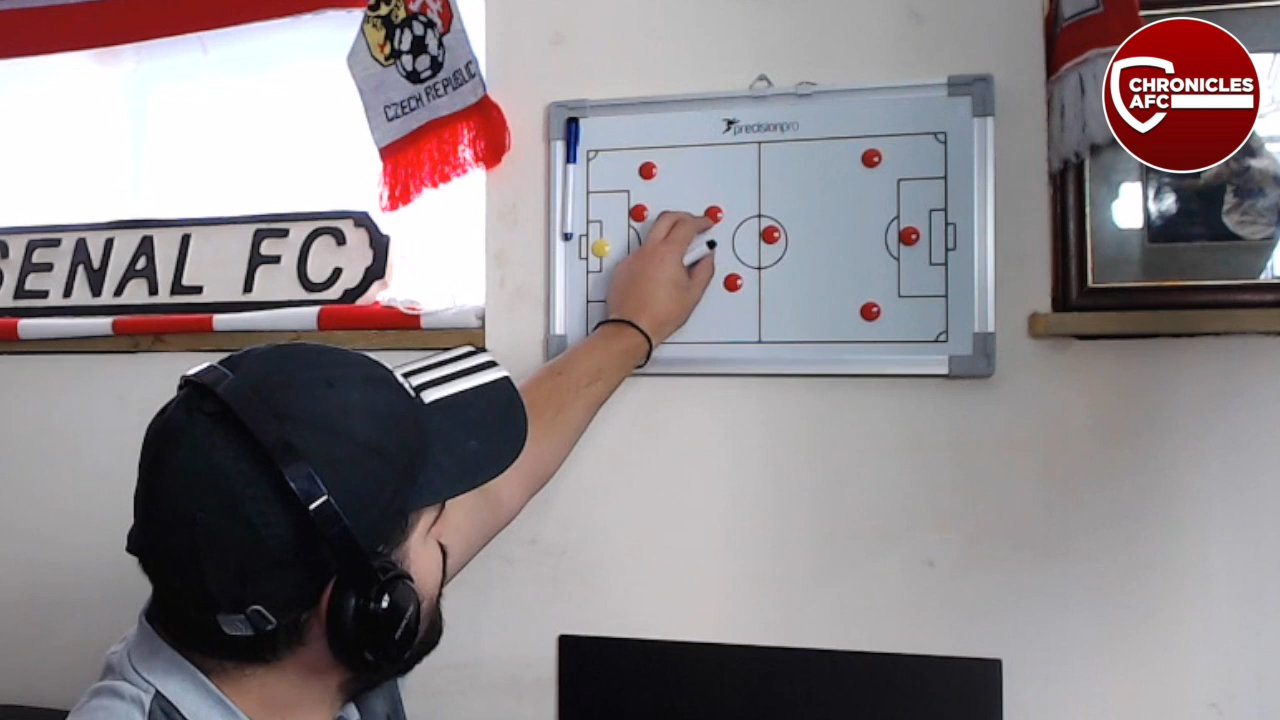 CZECH REPUBLIC
precisionpro
SENAL FC
CHRONICLES
AFC